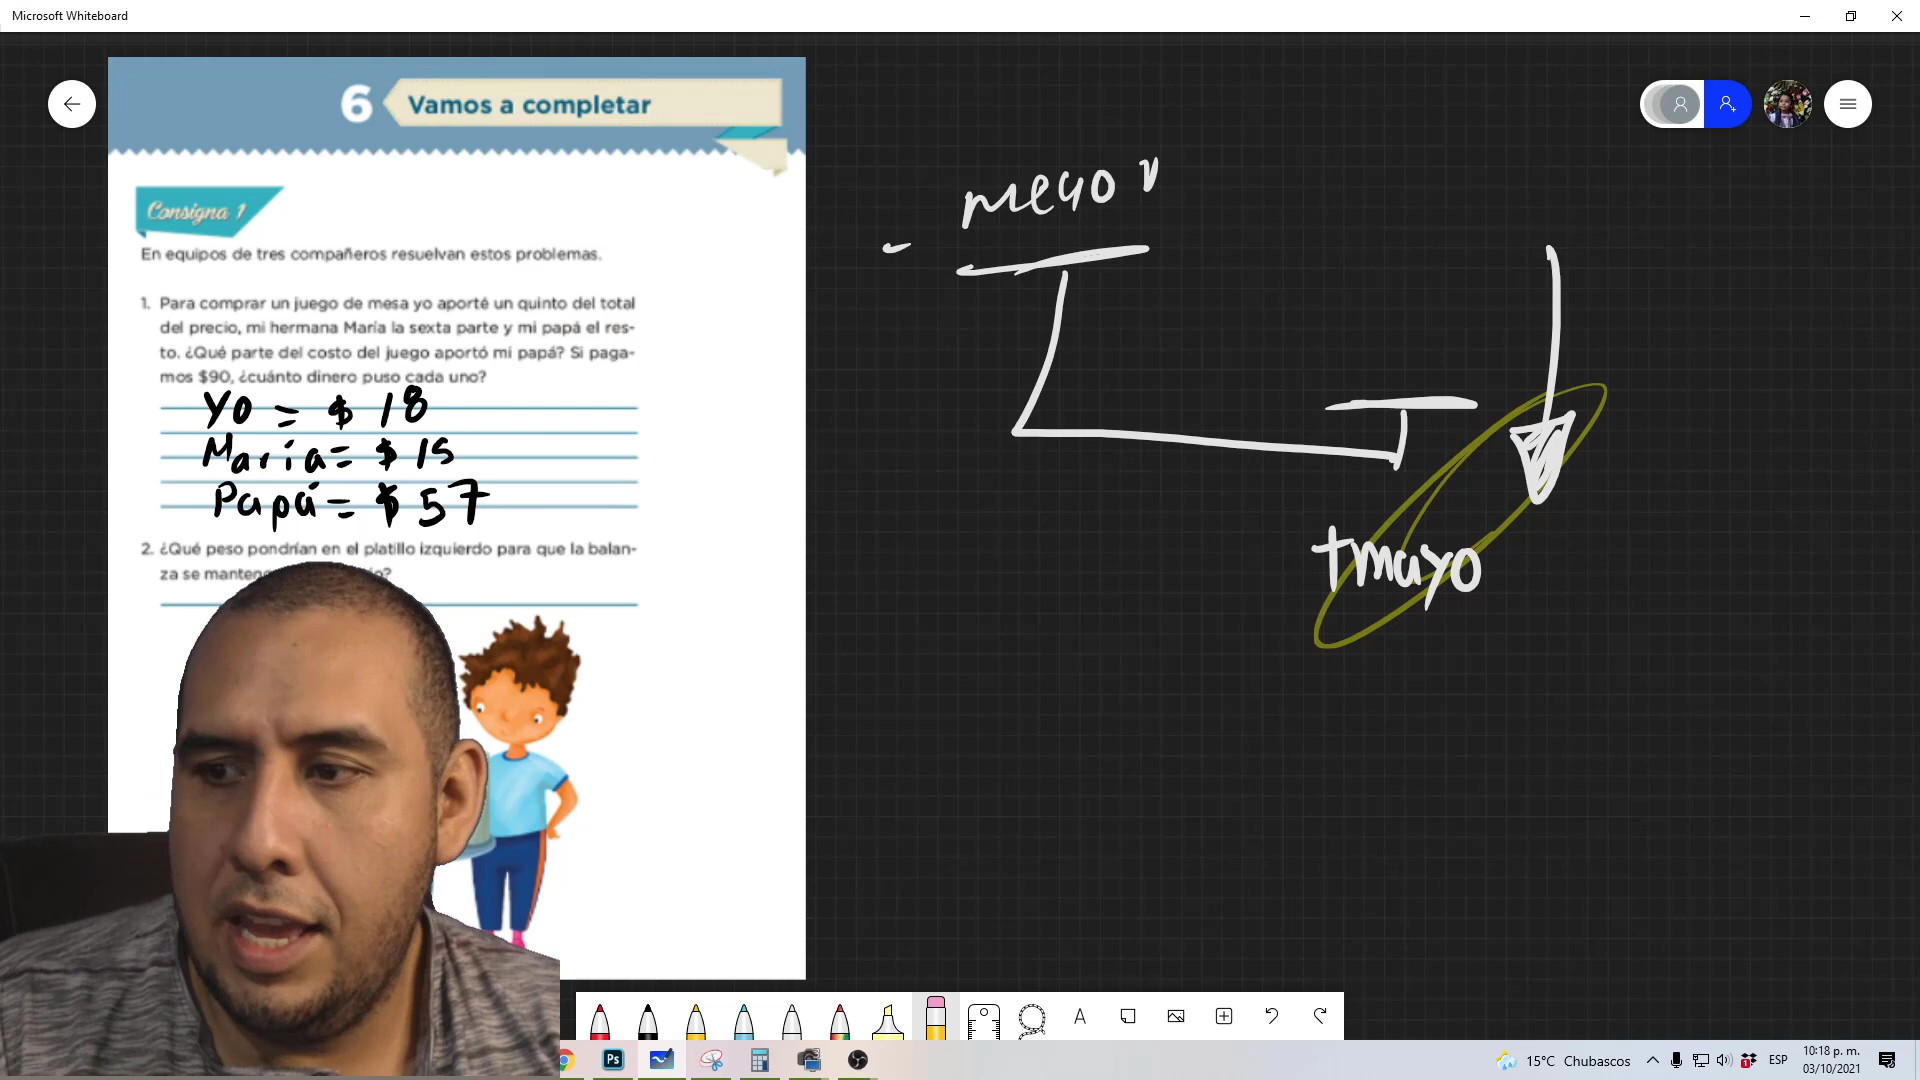 Microsoft Whiteboard
6 Vamos a completar
Consigna 1
En equipos de tres compañeros resuelvan estos problemas.
1. Para comprar un juego de mesa yo aporté un quinto del total
del precio, mi hermana María la sexta parte y mi papá el res-
to. ¿Qué parte del costo del juego aportó mi papá? Si paga-
mos $90, ¿cuánto dinero puso cada uno?
Yo = $ 18
María = $ 15
Papá = $ 57
2. ¿Qué peso pondrían en el platillo izquierdo para que la balan-
za se
- 
+mayo
A
Ps
15°C Chubascos
ESP
10:18 p. m.
03/10/2021